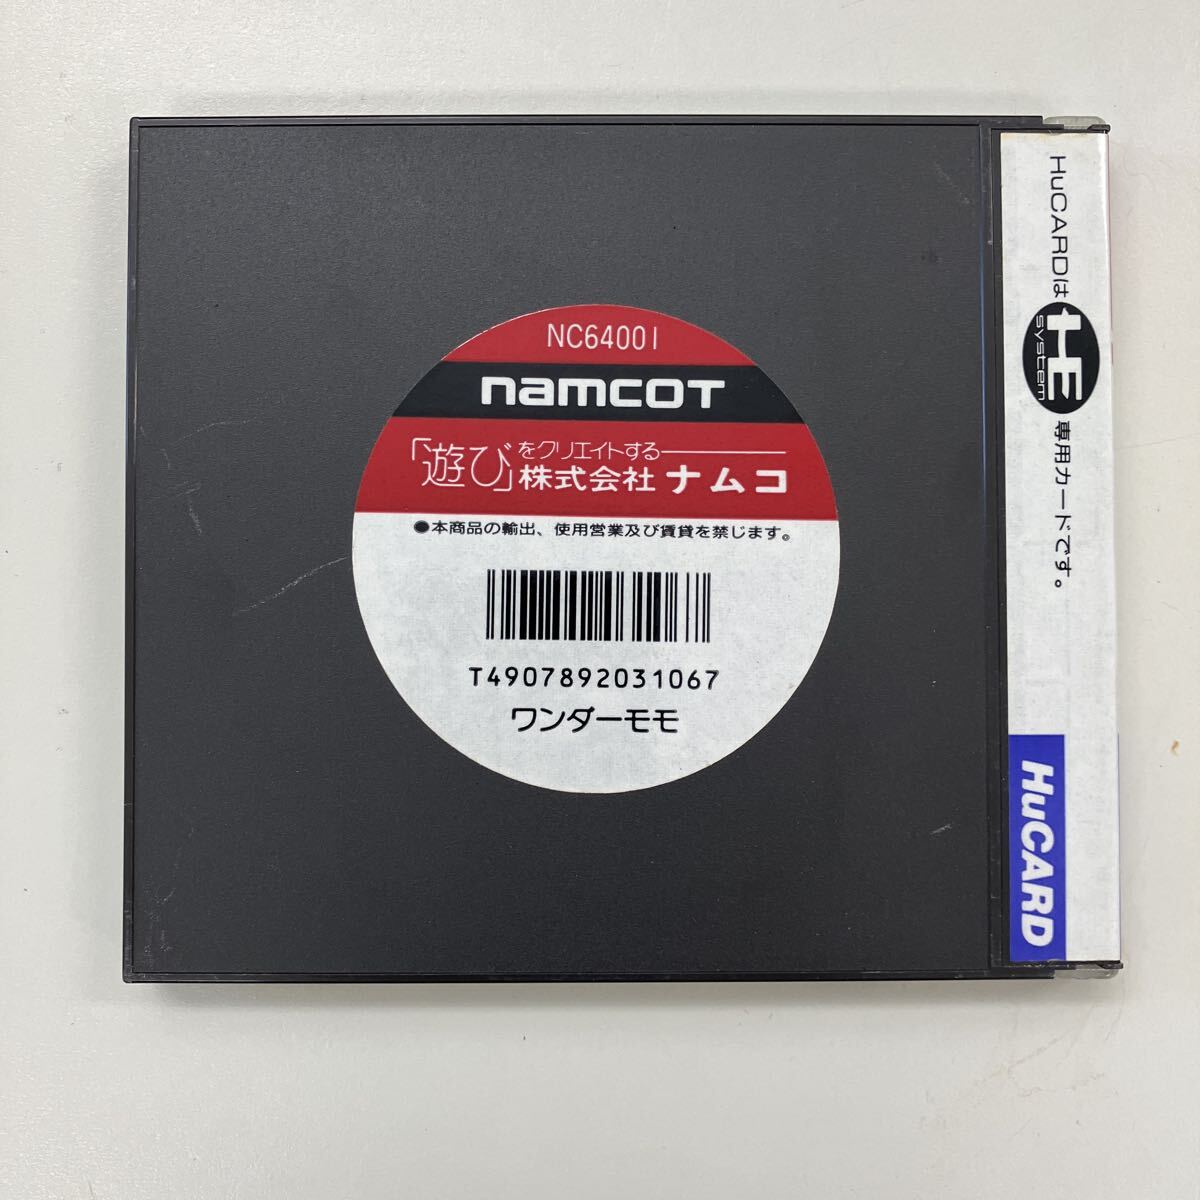 NC64001
namcoT
「遊び」をクリエイトする
株式会社ナムコ
●本商品の輸出、使用営業及び賃貸を禁じます。
T4907892031067
ワンダーモモ
HuCARDは HE system 専用カードです。
HuCARD